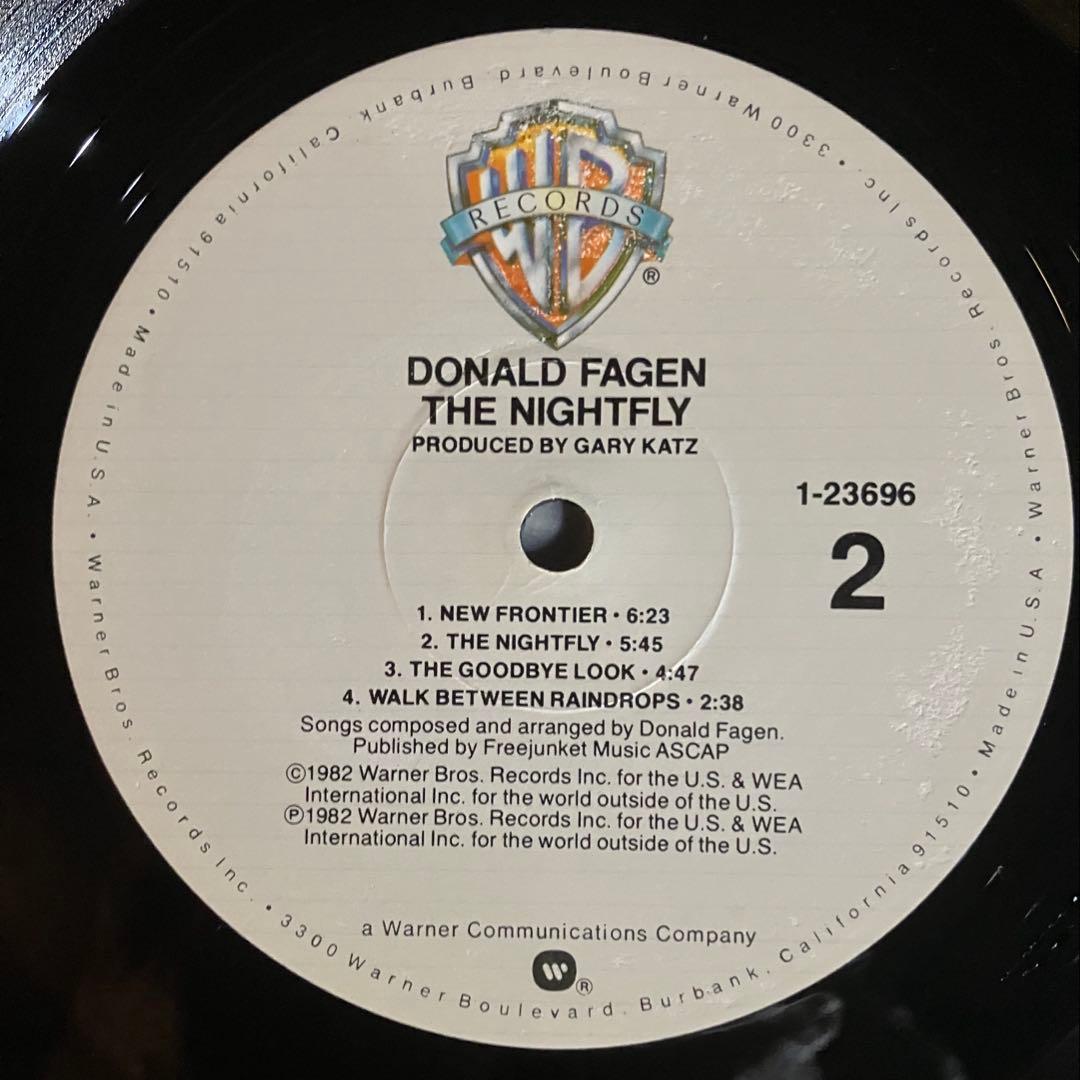 WB
RECORDS
®
DONALD FAGEN
THE NIGHTFLY
PRODUCED BY GARY KATZ
1-23696
2
1. NEW FRONTIER • 6:23
2. THE NIGHTFLY • 5:45
3. THE GOODBYE LOOK • 4:47
4. WALK BETWEEN RAINDROPS • 2:38
Songs composed and arranged by Donald Fagen.
Published by Freejunket Music ASCAP
©1982 Warner Bros. Records Inc. for the U.S. & WEA
International Inc. for the world outside of the U.S.
℗1982 Warner Bros. Records Inc. for the U.S. & WEA
International Inc. for the world outside of the U.S.
a Warner Communications Company
W®
Warner Bros. Records Inc. • 3300 Warner Boulevard. Burbank. California 91510 • Made in U.S.A. • Warner Bros. Records Inc. • 3300 Warner Boulevard. Burbank. California 91510 • Made in U.S.A •